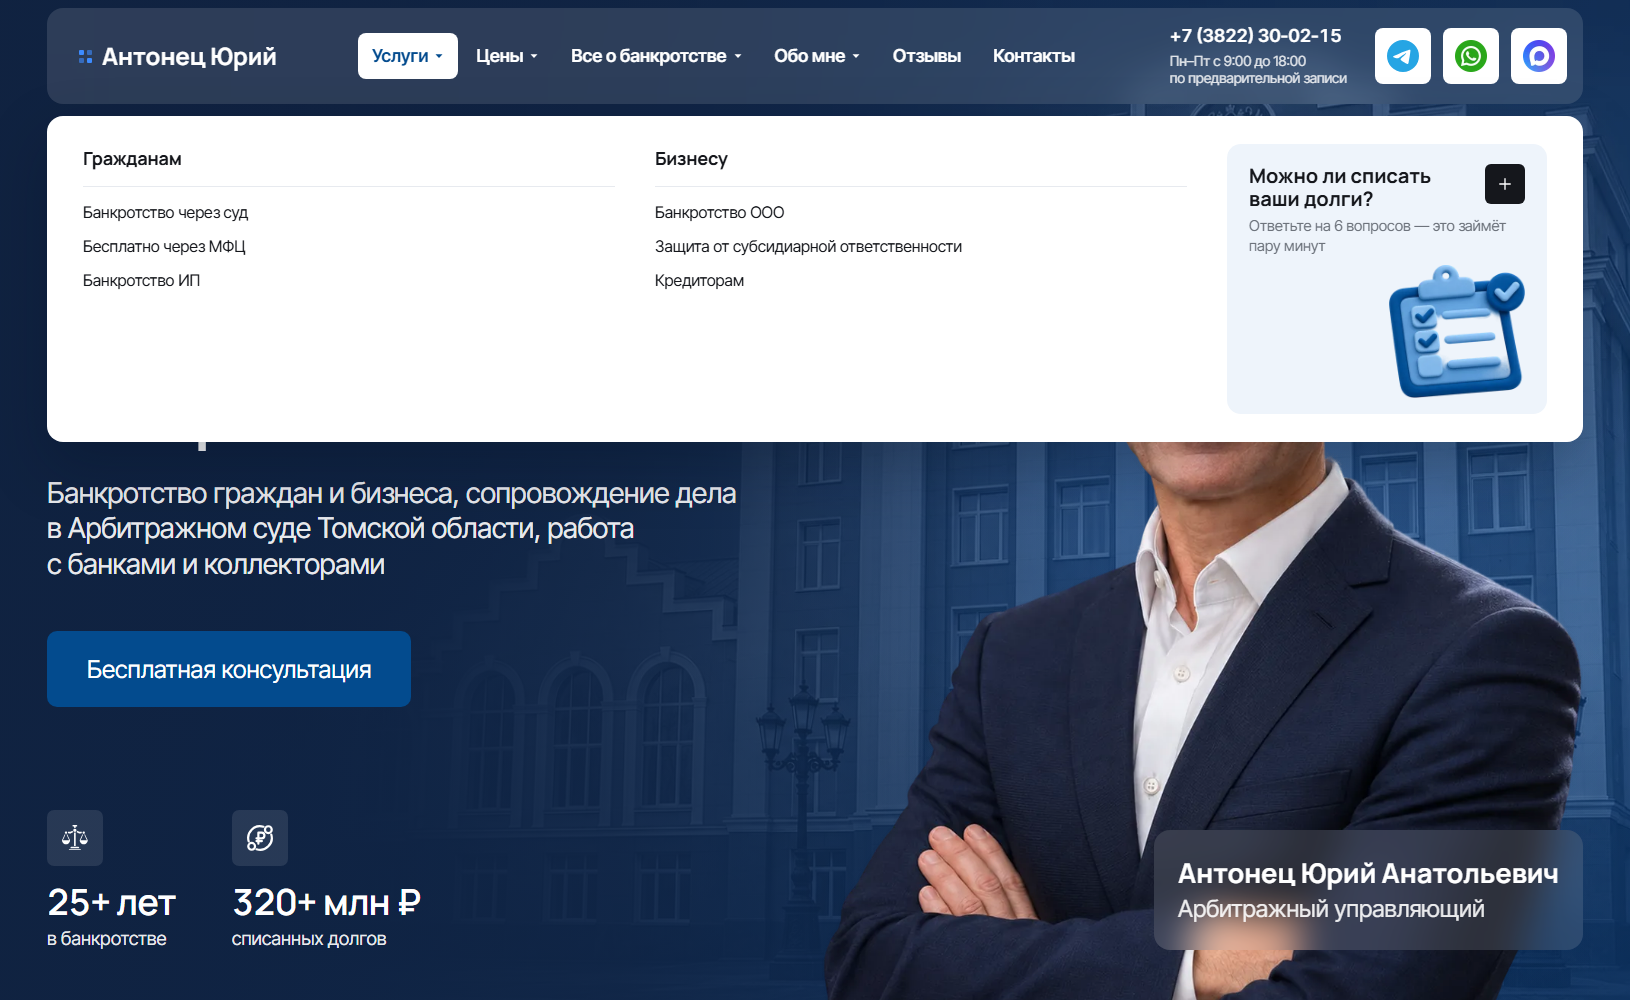 Антонец Юрий
Услуги
Цены
Все о банкротстве
Обо мне
Отзывы
Контакты
+7 (3822) 30-02-15
Пн–Пт с 9:00 до 18:00
по предварительной записи
Гражданам
Банкротство через суд
Бесплатно через МФЦ
Банкротство ИП
Бизнесу
Банкротство ООО
Защита от субсидиарной ответственности
Кредиторам
Можно ли списать
ваши долги?
Ответьте на 6 вопросов — это займёт
пару минут
Банкротство граждан и бизнеса, сопровождение дела
в Арбитражном суде Томской области, работа
с банками и коллекторами
Бесплатная консультация
25+ лет
в банкротстве
320+ млн ₽
списанных долгов
Антонец Юрий Анатольевич
Арбитражный управляющий